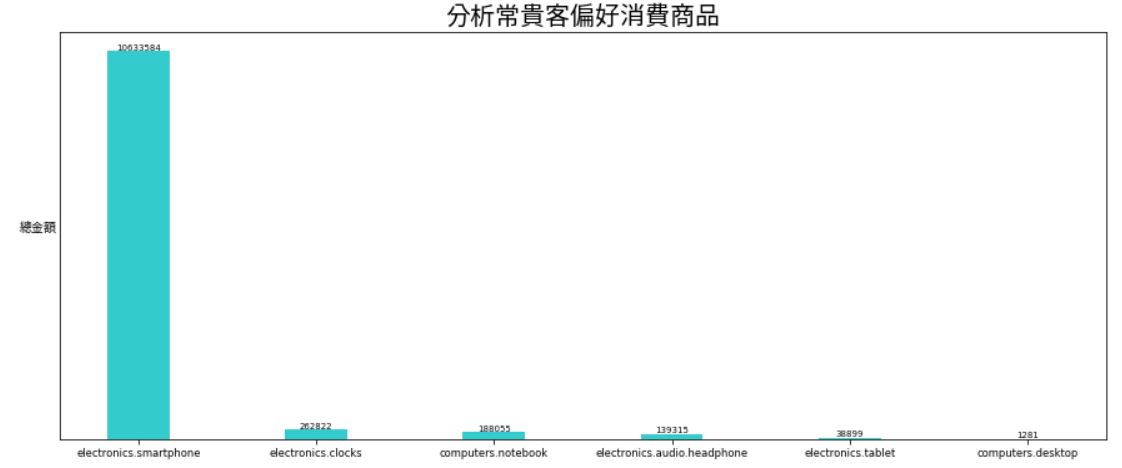 分析常貴客偏好消費商品
10633584
總金額
262822
188055
139315
38899
1281
electronics.smartphone
electronics.clocks
computers.notebook
electronics.audio.headphone
electronics.tablet
computers.desktop